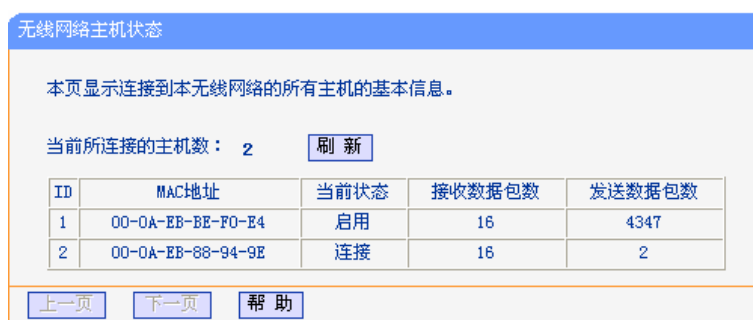 无线网络主机状态
本页显示连接到本无线网络的所有主机的基本信息。
当前所连接的主机数： 2 刷 新
ID MAC地址 当前状态 接收数据包数 发送数据包数
1 00-0A-EB-BE-F0-E4 启用 16 4347
2 00-0A-EB-88-94-9E 连接 16 2
上一页 下一页 帮 助